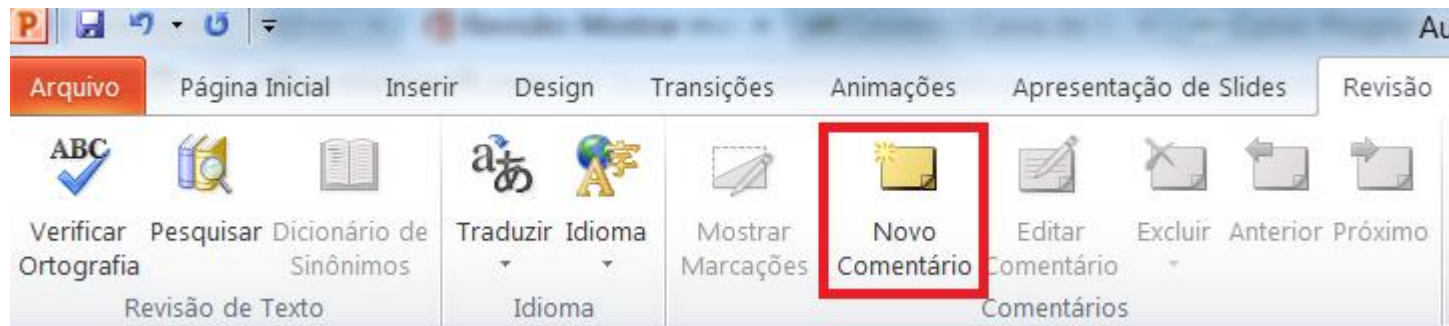 Au
Arquivo Página Inicial Inserir Design Transições Animações Apresentação de Slides Revisão
ABC
Verificar Ortografia
Pesquisar
Dicionário de Sinônimos
Traduzir
Idioma
Mostrar Marcações
Novo Comentário
Editar Comentário
Excluir
Anterior
Próximo
Revisão de Texto
Idioma
Comentários